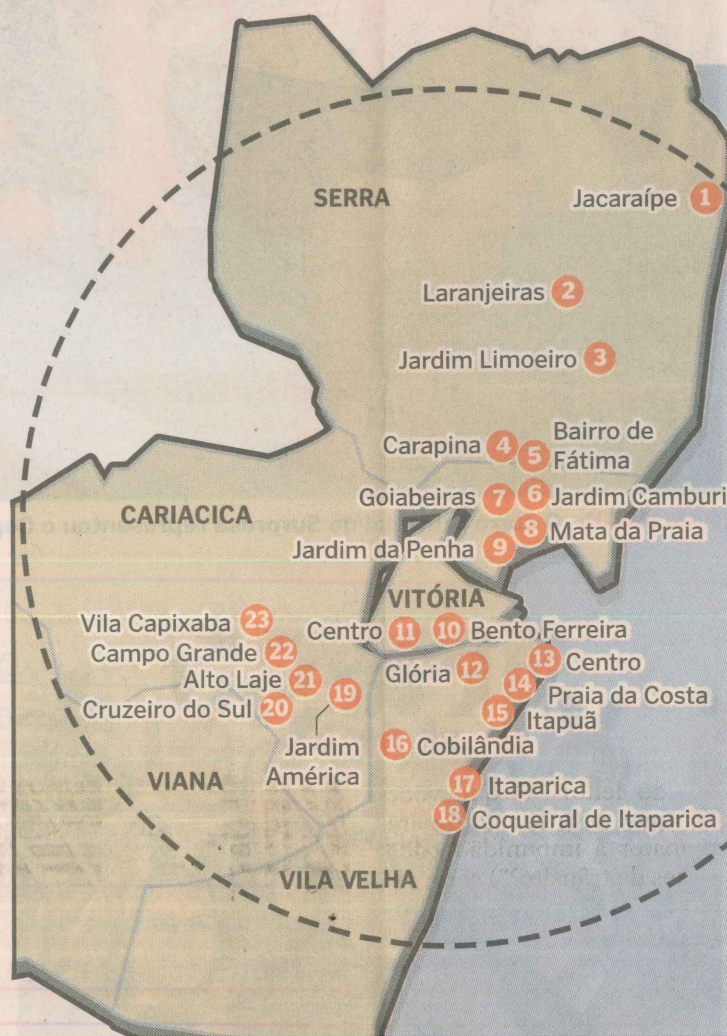 SERRA
Jacaraípe 1
Laranjeiras 2
Jardim Limoeiro 3
Carapina 4
5 Bairro de
Fátima
Goiabeiras 7
6 Jardim Camburi
CARIACICA
8 Mata da Praia
Jardim da Penha 9
VITÓRIA
Vila Capixaba 23
Centro 11
10 Bento Ferreira
Campo Grande 22
Glória 12
13 Centro
Alto Laje 21
19
14
Praia da Costa
Cruzeiro do Sul 20
15 Itapuã
Jardim
América
16 Cobilândia
VIANA
17 Itaparica
18 Coqueiral de Itaparica
VILA VELHA